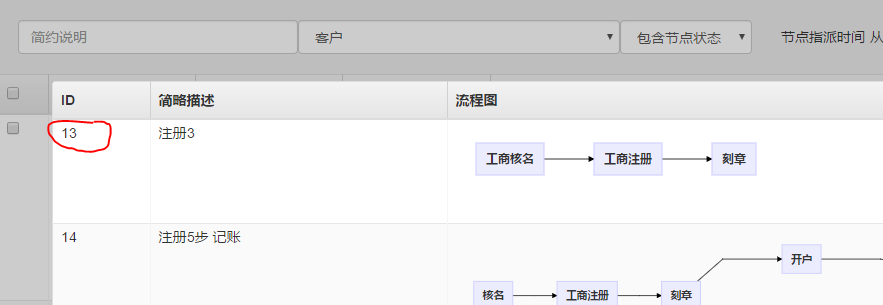 简约说明 客户 包含节点状态 节点指派时间 从
ID 简略描述 流程图
13 注册3
工商核名 工商注册 刻章
14 注册5步 记账
开户
核名 工商注册 刻章